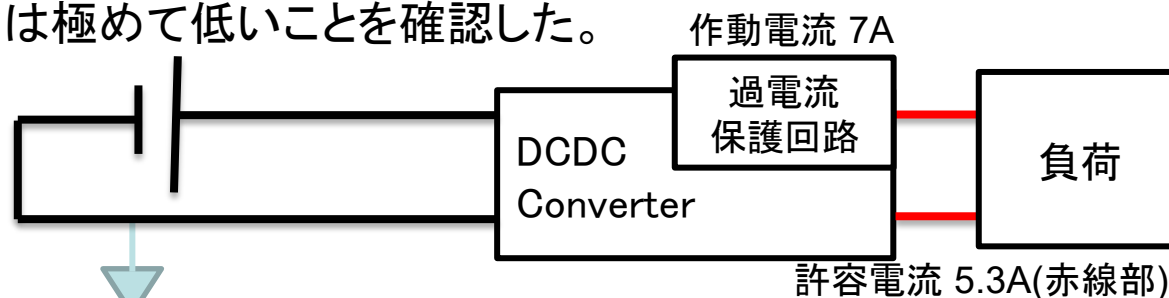 は極めて低いことを確認した。
作動電流 7A
過電流
保護回路
DCDC
Converter
負荷
許容電流 5.3A(赤線部)